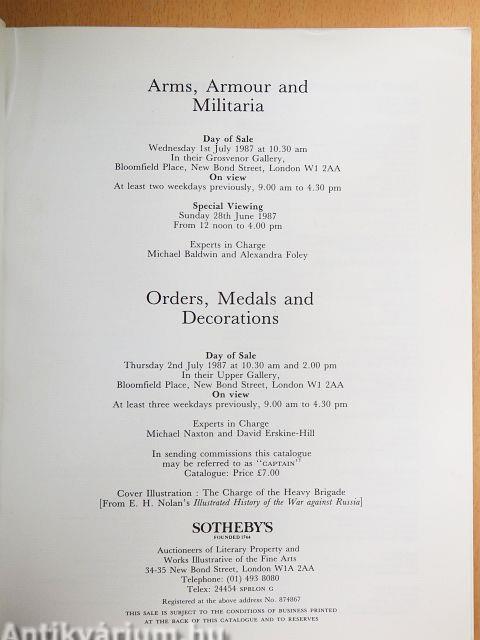 Arms, Armour and
Militaria
Day of Sale
Wednesday 1st July 1987 at 10.30 am
In their Grosvenor Gallery,
Bloomfield Place, New Bond Street, London W1 2AA
On view
At least two weekdays previously, 9.00 am to 4.30 pm
Special Viewing
Sunday 28th June 1987
From 12 noon to 4.00 pm
Experts in Charge
Michael Baldwin and Alexandra Foley
Orders, Medals and
Decorations
Day of Sale
Thursday 2nd July 1987 at 10.30 am and 2.00 pm
In their Upper Gallery,
Bloomfield Place, New Bond Street, London W1 2AA
On view
At least three weekdays previously, 9.00 am to 4.30 pm
Experts in Charge
Michael Naxton and David Erskine-Hill
In sending commissions this catalogue
may be referred to as "CAPTAIN"
Catalogue: Price £7.00
Cover Illustration : The Charge of the Heavy Brigade
[From E. H. Nolan's Illustrated History of the War against Russia]
SOTHEBY'S
FOUNDED 1744
Auctioneers of Literary Property and
Works Illustrative of the Fine Arts
34-35 New Bond Street, London W1A 2AA
Telephone: (01) 493 8080
Telex: 24454 SPBLON G
Registered at the above address No. 874867
THIS SALE IS SUBJECT TO THE CONDITIONS OF BUSINESS PRINTED
AT THE BACK OF THIS CATALOGUE AND TO RESERVES
Antikvárium.hu